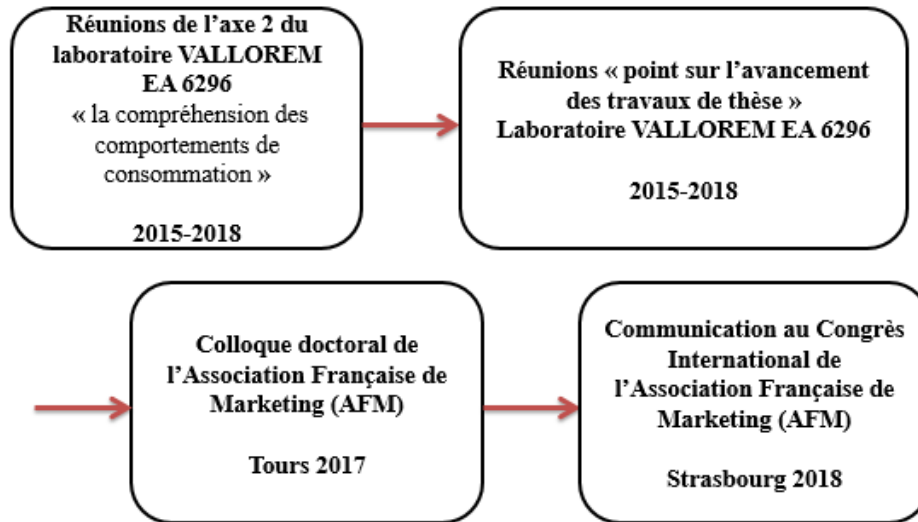 Réunions de l’axe 2 du
laboratoire VALLOREM
EA 6296
« la compréhension des
comportements de
consommation »
2015-2018
Réunions « point sur l’avancement
des travaux de thèse »
Laboratoire VALLOREM EA 6296
2015-2018
Colloque doctoral de
l’Association Française de
Marketing (AFM)
Tours 2017
Communication au Congrès
International de
l’Association Française de
Marketing (AFM)
Strasbourg 2018